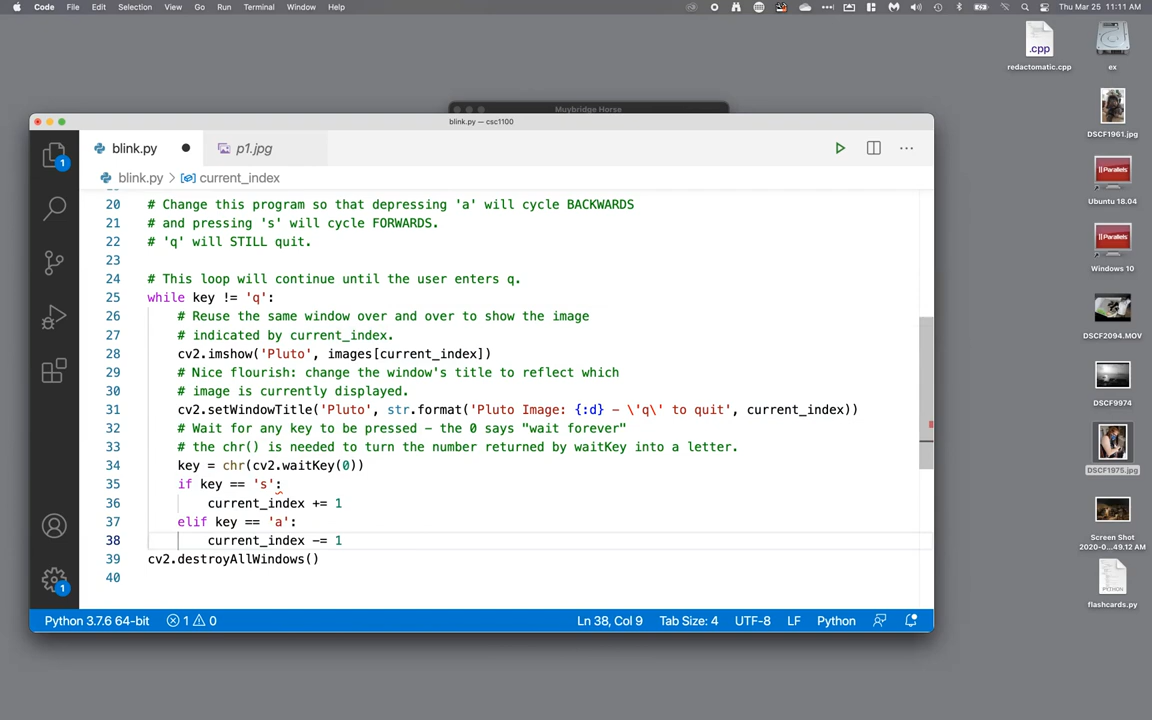 Code File Edit Selection View Go Run Terminal Window Help Thu Mar 25 11:11 AM
.cpp
redactomatic.cpp
ex
DSCF1961.jpg
Parallels
Ubuntu 18.04
Parallels
Windows 10
DSCF2094.MOV
DSCF9974
DSCF1975.jpg
Screen Shot
2020-0...49.12 AM
PYTHON
flashcards.py
Muybridge Horse
blink.py — csc1100
blink.py
p1.jpg
blink.py > current_index
20 # Change this program so that depressing 'a' will cycle BACKWARDS
21 # and pressing 's' will cycle FORWARDS.
22 # 'q' will STILL quit.
23
24 # This loop will continue until the user enters q.
25 while key != 'q':
26 # Reuse the same window over and over to show the image
27 # indicated by current_index.
28 cv2.imshow('Pluto', images[current_index])
29 # Nice flourish: change the window's title to reflect which
30 # image is currently displayed.
31 cv2.setWindowTitle('Pluto', str.format('Pluto Image: {:d} - \'q\' to quit', current_index))
32 # Wait for any key to be pressed - the 0 says "wait forever"
33 # the chr() is needed to turn the number returned by waitKey into a letter.
34 key = chr(cv2.waitKey(0))
35 if key == 's':
36 current_index += 1
37 elif key == 'a':
38 current_index -= 1
39 cv2.destroyAllWindows()
40
1
1
Python 3.7.6 64-bit 1 0 Ln 38, Col 9 Tab Size: 4 UTF-8 LF Python